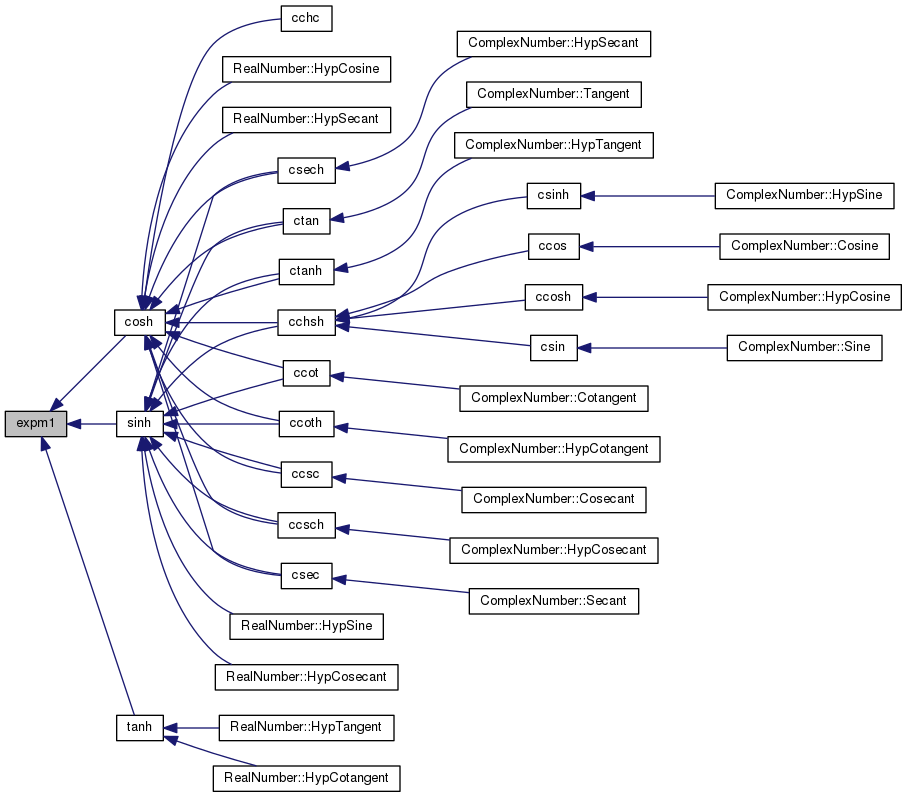 cchc
ComplexNumber::HypSecant
RealNumber::HypCosine
ComplexNumber::Tangent
RealNumber::HypSecant
ComplexNumber::HypTangent
csech
csinh
ComplexNumber::HypSine
ctan
ccos
ComplexNumber::Cosine
ctanh
ccosh
ComplexNumber::HypCosine
cosh
cchsh
csin
ComplexNumber::Sine
ccot
ComplexNumber::Cotangent
expm1
sinh
ccoth
ComplexNumber::HypCotangent
ccsc
ComplexNumber::Cosecant
ccsch
ComplexNumber::HypCosecant
csec
ComplexNumber::Secant
RealNumber::HypSine
RealNumber::HypCosecant
tanh
RealNumber::HypTangent
RealNumber::HypCotangent